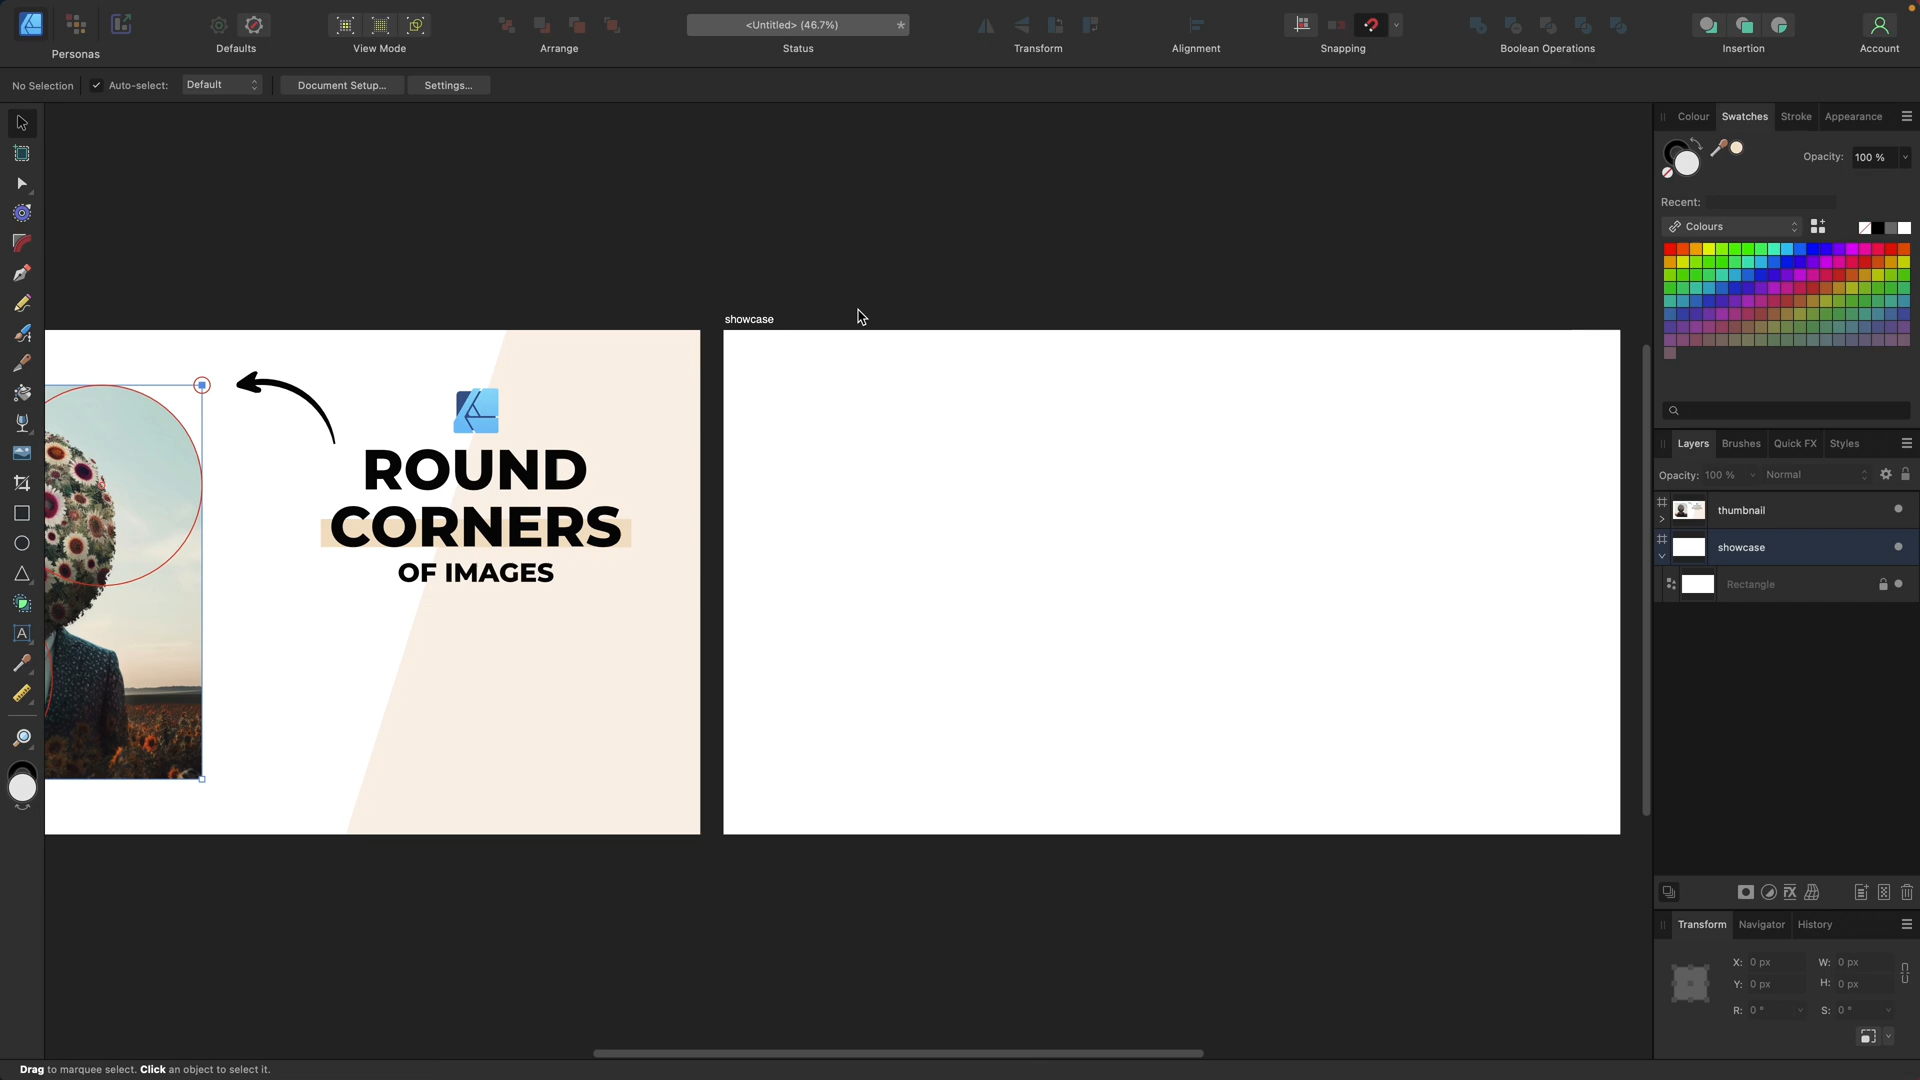 <Untitled> (46.7%)
*
Personas
Defaults
View Mode
Arrange
Status
Transform
Alignment
Snapping
Boolean Operations
Insertion
Account
No Selection
Auto-select:
Default
Document Setup...
Settings...
Colour
Swatches
Stroke
Appearance
Opacity:
100 %
Recent:
Colours
showcase
ROUND
CORNERS
OF IMAGES
Layers
Brushes
Quick FX
Styles
Opacity:
100 %
Normal
thumbnail
showcase
Rectangle
Transform
Navigator
History
X: 0 px
W: 0 px
Y: 0 px
H: 0 px
R: 0 °
S: 0 °
Drag to marquee select. Click an object to select it.